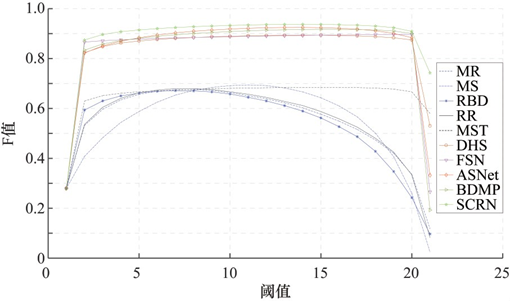 1.0
0.8
0.6
0.4
0.2
0
F值
0
5
10
15
20
25
阈值
MR
MS
RBD
RR
MST
DHS
FSN
ASNet
BDMP
SCRN